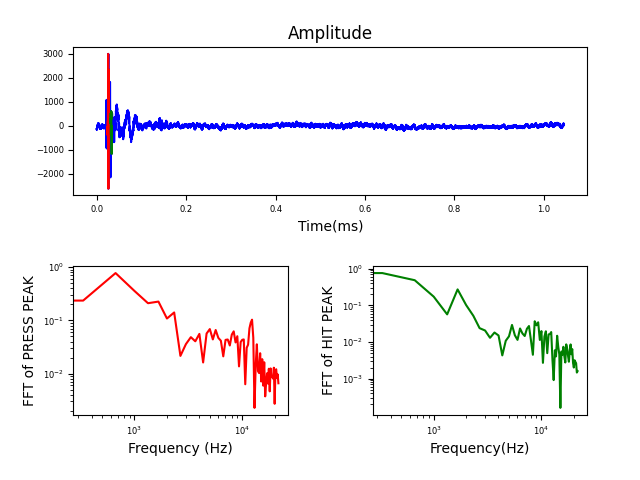 Amplitude
3000
2000
1000
0
−1000
−2000
0.0 0.2 0.4 0.6 0.8 1.0
Time(ms)
FFT of PRESS PEAK
10⁰
10⁻¹
10⁻²
10³ 10⁴
Frequency (Hz)
FFT of HIT PEAK
10⁰
10⁻¹
10⁻²
10⁻³
10³ 10⁴
Frequency(Hz)